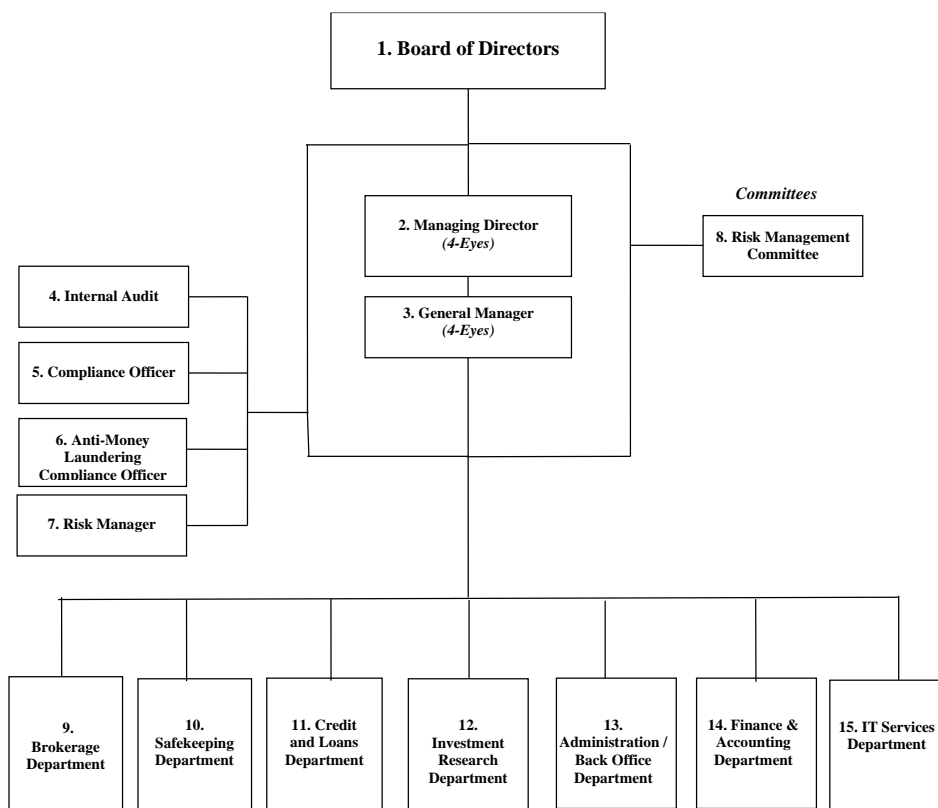 1. Board of Directors
Committees
2. Managing Director
(4-Eyes)
8. Risk Management
Committee
4. Internal Audit
3. General Manager
(4-Eyes)
5. Compliance Officer
6. Anti-Money
Laundering
Compliance Officer
7. Risk Manager
9.
Brokerage
Department
10.
Safekeeping
Department
11. Credit
and Loans
Department
12.
Investment
Research
Department
13.
Administration /
Back Office
Department
14. Finance &
Accounting
Department
15. IT Services
Department